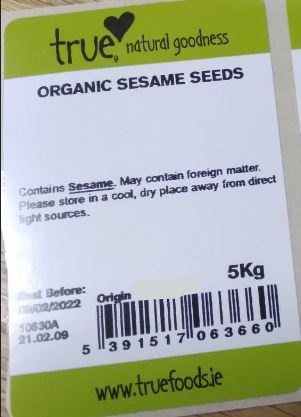 true natural goodness
ORGANIC SESAME SEEDS
Contains Sesame. May contain foreign matter.
Please store in a cool, dry place away from direct
light sources.
5Kg
Before: Origin
/02/2022
10630A
21.02.09
5 391517 063660
www.truefoods.ie